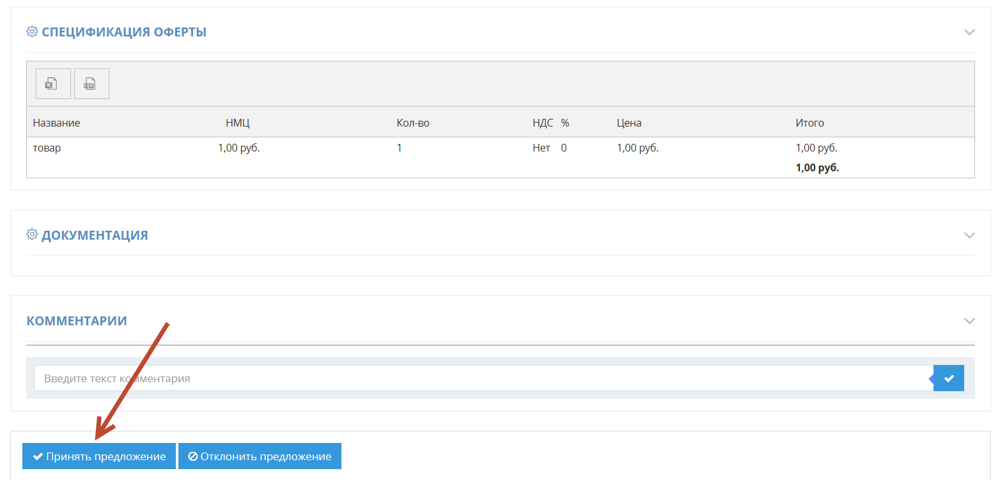 СПЕЦИФИКАЦИЯ ОФЕРТЫ
PDF
Название НМЦ Кол-во НДС % Цена Итого
товар 1,00 руб. 1 Нет 0 1,00 руб. 1,00 руб.
1,00 руб.
ДОКУМЕНТАЦИЯ
КОММЕНТАРИИ
Введите текст комментария
Принять предложение Отклонить предложение